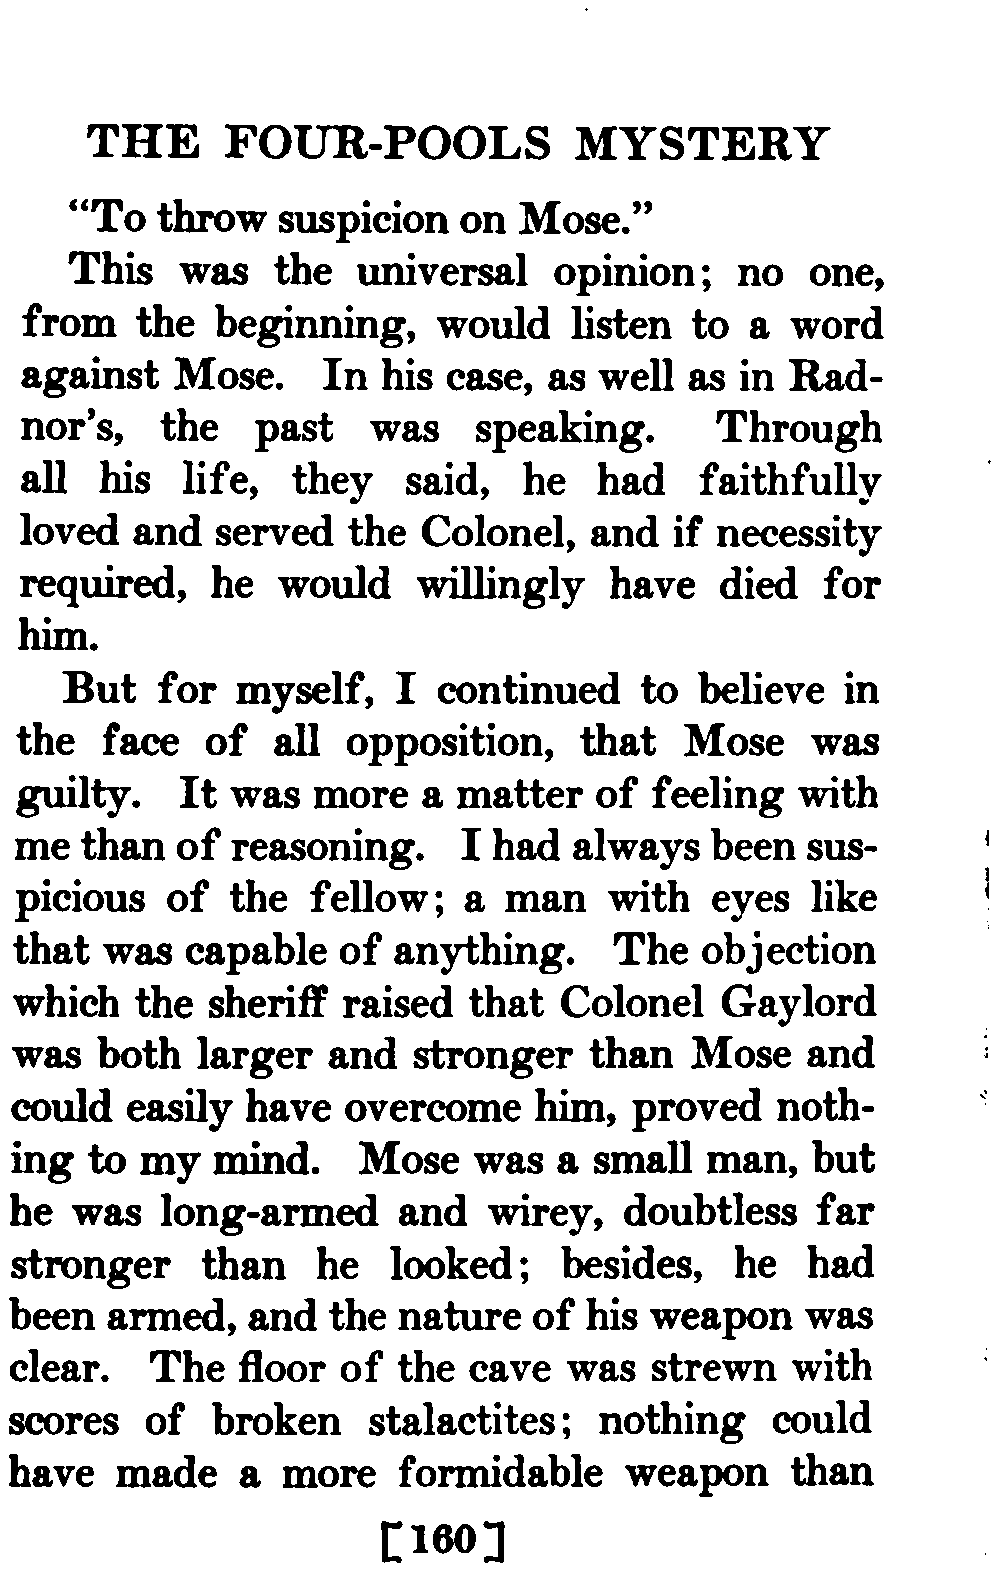 THE FOUR-POOLS MYSTERY
“To throw suspicion on Mose.”
This was the universal opinion; no one,
from the beginning, would listen to a word
against Mose. In his case, as well as in Rad-
nor’s, the past was speaking. Through
all his life, they said, he had faithfully
loved and served the Colonel, and if necessity
required, he would willingly have died for
him.
But for myself, I continued to believe in
the face of all opposition, that Mose was
guilty. It was more a matter of feeling with
me than of reasoning. I had always been sus-
picious of the fellow; a man with eyes like
that was capable of anything. The objection
which the sheriff raised that Colonel Gaylord
was both larger and stronger than Mose and
could easily have overcome him, proved noth-
ing to my mind. Mose was a small man, but
he was long-armed and wirey, doubtless far
stronger than he looked; besides, he had
been armed, and the nature of his weapon was
clear. The floor of the cave was strewn with
scores of broken stalactites; nothing could
have made a more formidable weapon than
[160]